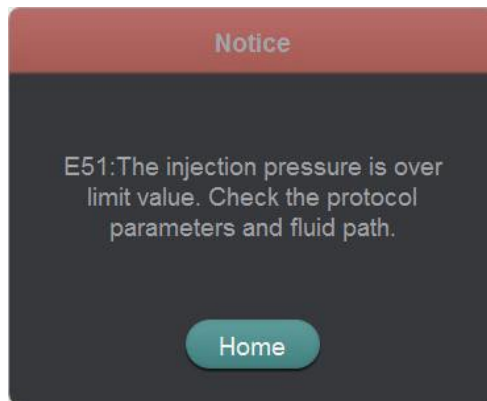 Notice
E51:The injection pressure is over
limit value. Check the protocol
parameters and fluid path.
Home